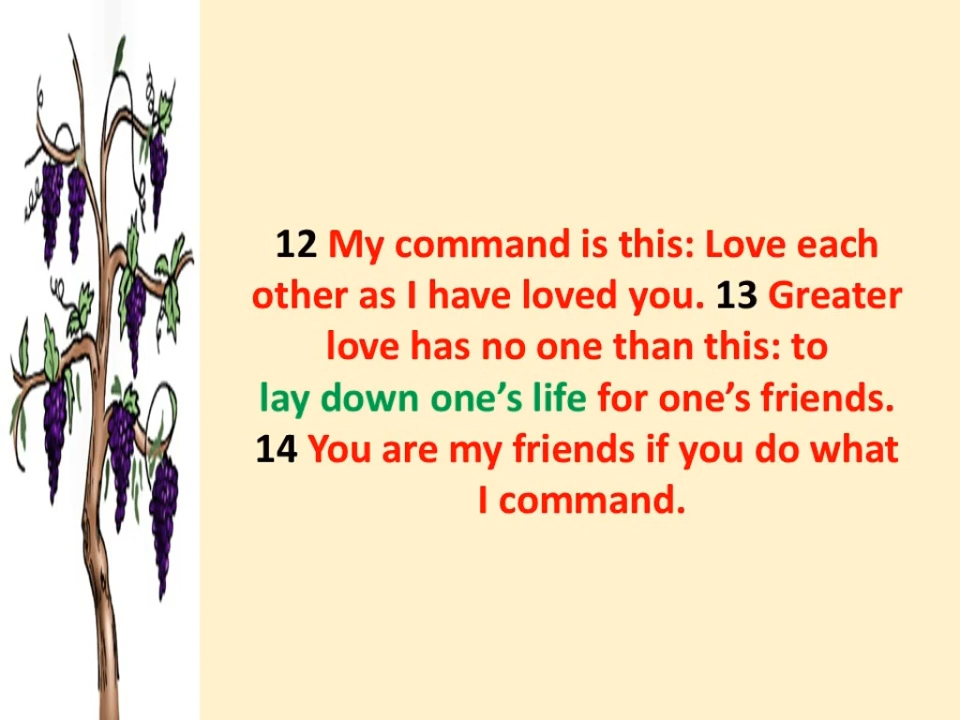 12 My command is this: Love each
other as I have loved you. 13 Greater
love has no one than this: to
lay down one’s life for one’s friends.
14 You are my friends if you do what
I command.